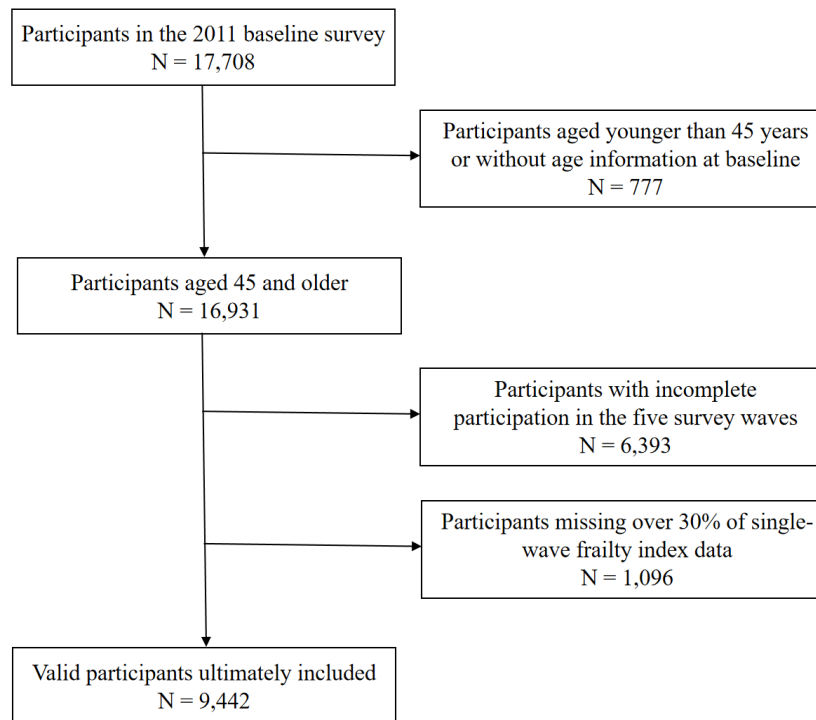 Participants in the 2011 baseline survey
N = 17,708
Participants aged younger than 45 years
or without age information at baseline
N = 777
Participants aged 45 and older
N = 16,931
Participants with incomplete
participation in the five survey waves
N = 6,393
Participants missing over 30% of single-
wave frailty index data
N = 1,096
Valid participants ultimately included
N = 9,442